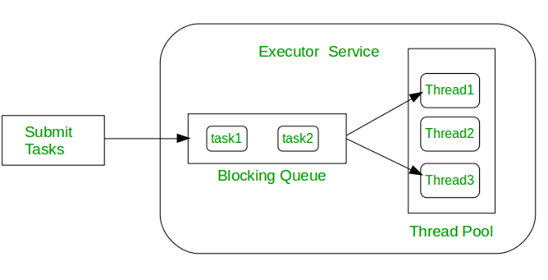 Executor Service
Submit
Tasks
task1
task2
Blocking Queue
Thread1
Thread2
Thread3
Thread Pool